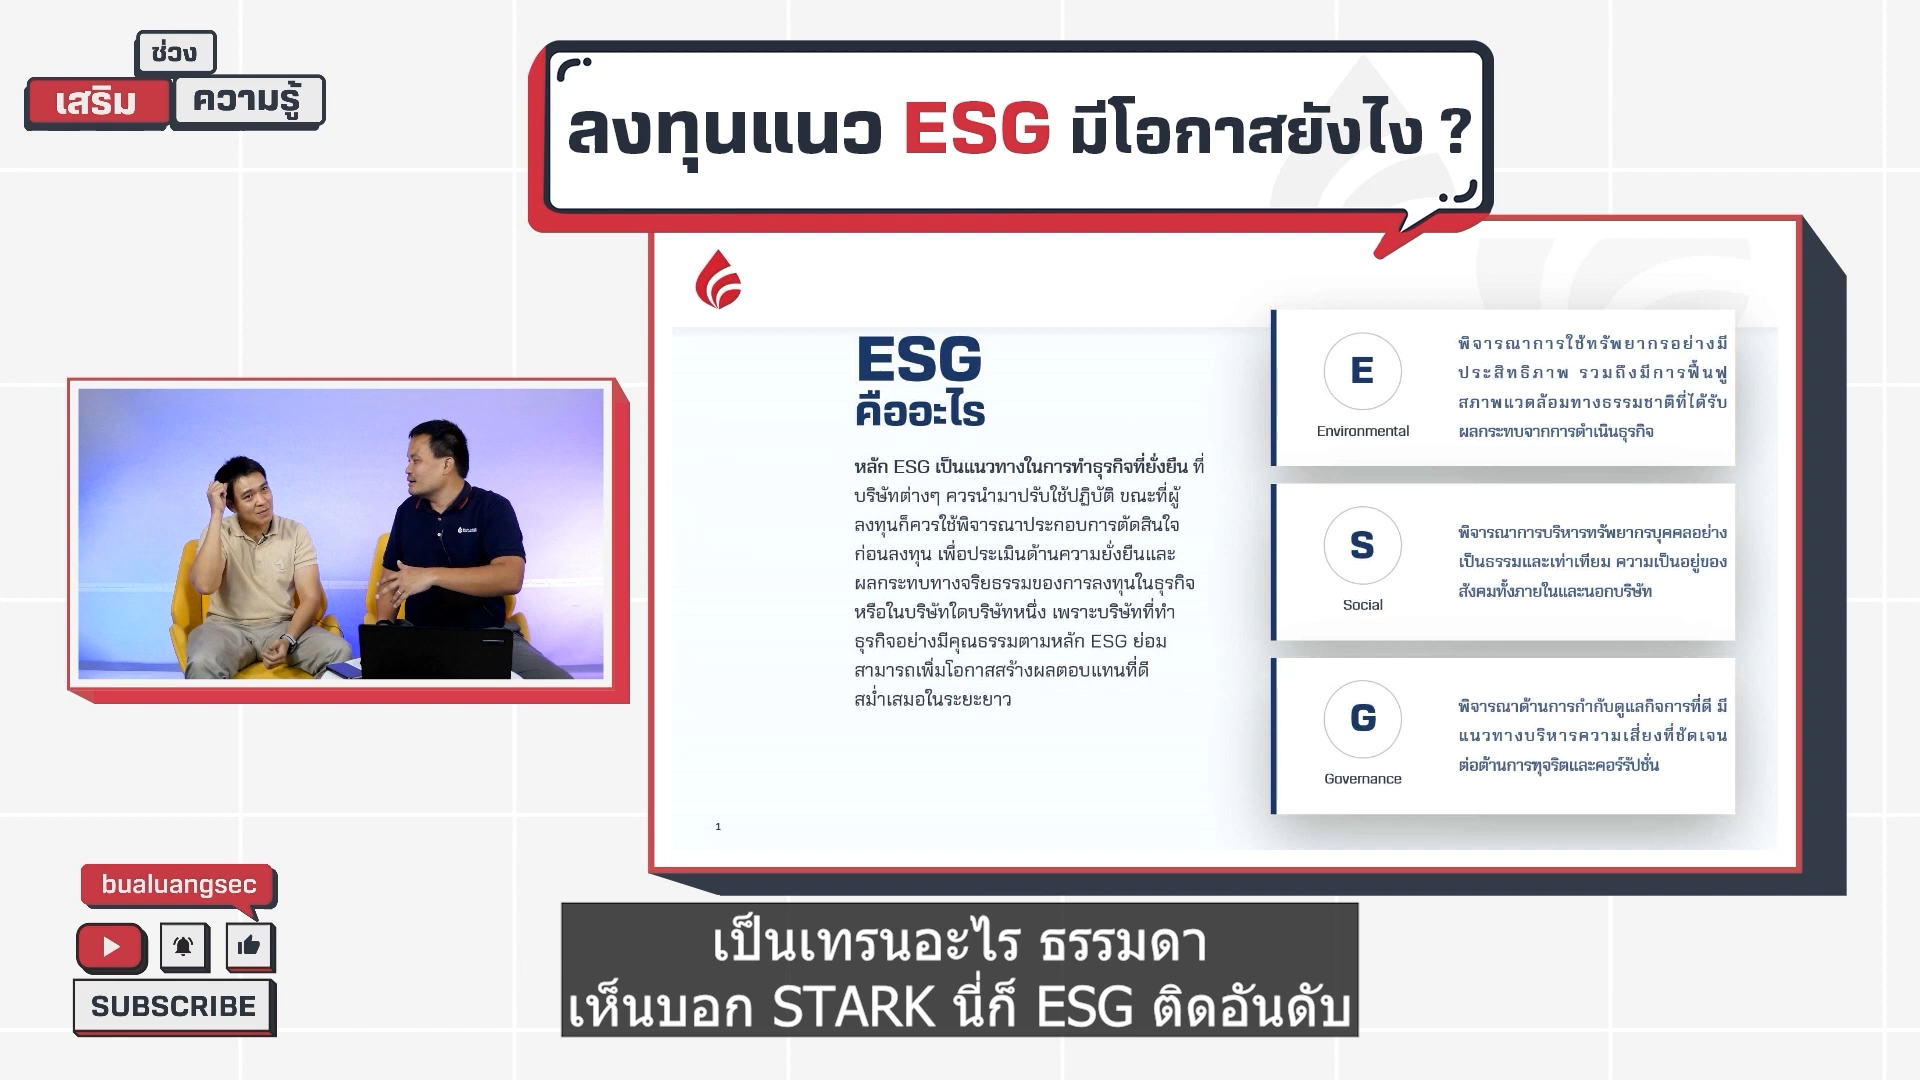 ช่วง
เสริม ความรู้
ลงทุนแนว ESG มีโอกาสยังไง ?
ESG
คืออะไร
หลัก ESG เป็นแนวทางในการทำธุรกิจที่ยั่งยืน ที่
บริษัทต่างๆ ควรนำมาปรับใช้ปฏิบัติ ขณะที่ผู้
ลงทุนก็ควรใช้พิจารณาประกอบการตัดสินใจ
ก่อนลงทุน เพื่อประเมินด้านความยั่งยืนและ
ผลกระทบทางจริยธรรมของการลงทุนในธุรกิจ
หรือในบริษัทใดบริษัทหนึ่ง เพราะบริษัทที่ทำ
ธุรกิจอย่างมีคุณธรรมตามหลัก ESG ย่อม
สามารถเพิ่มโอกาสสร้างผลตอบแทนที่ดี
สม่ำเสมอในระยะยาว
1
E
Environmental
พิจารณาการใช้ทรัพยากรอย่างมี
ประสิทธิภาพ รวมถึงมีการฟื้นฟู
สภาพแวดล้อมทางธรรมชาติที่ได้รับ
ผลกระทบจากการดำเนินธุรกิจ
S
Social
พิจารณาการบริหารทรัพยากรบุคคลอย่าง
เป็นธรรมและเท่าเทียม ความเป็นอยู่ของ
สังคมทั้งภายในและนอกบริษัท
G
Governance
พิจารณาด้านการกำกับดูแลกิจการที่ดี มี
แนวทางบริหารความเสี่ยงที่ชัดเจน
ต่อต้านการทุจริตและคอร์รัปชั่น
bualuangsec
SUBSCRIBE
เป็นเทรนอะไร ธรรมดา
เห็นบอก STARK นี่ก็ ESG ติดอันดับ